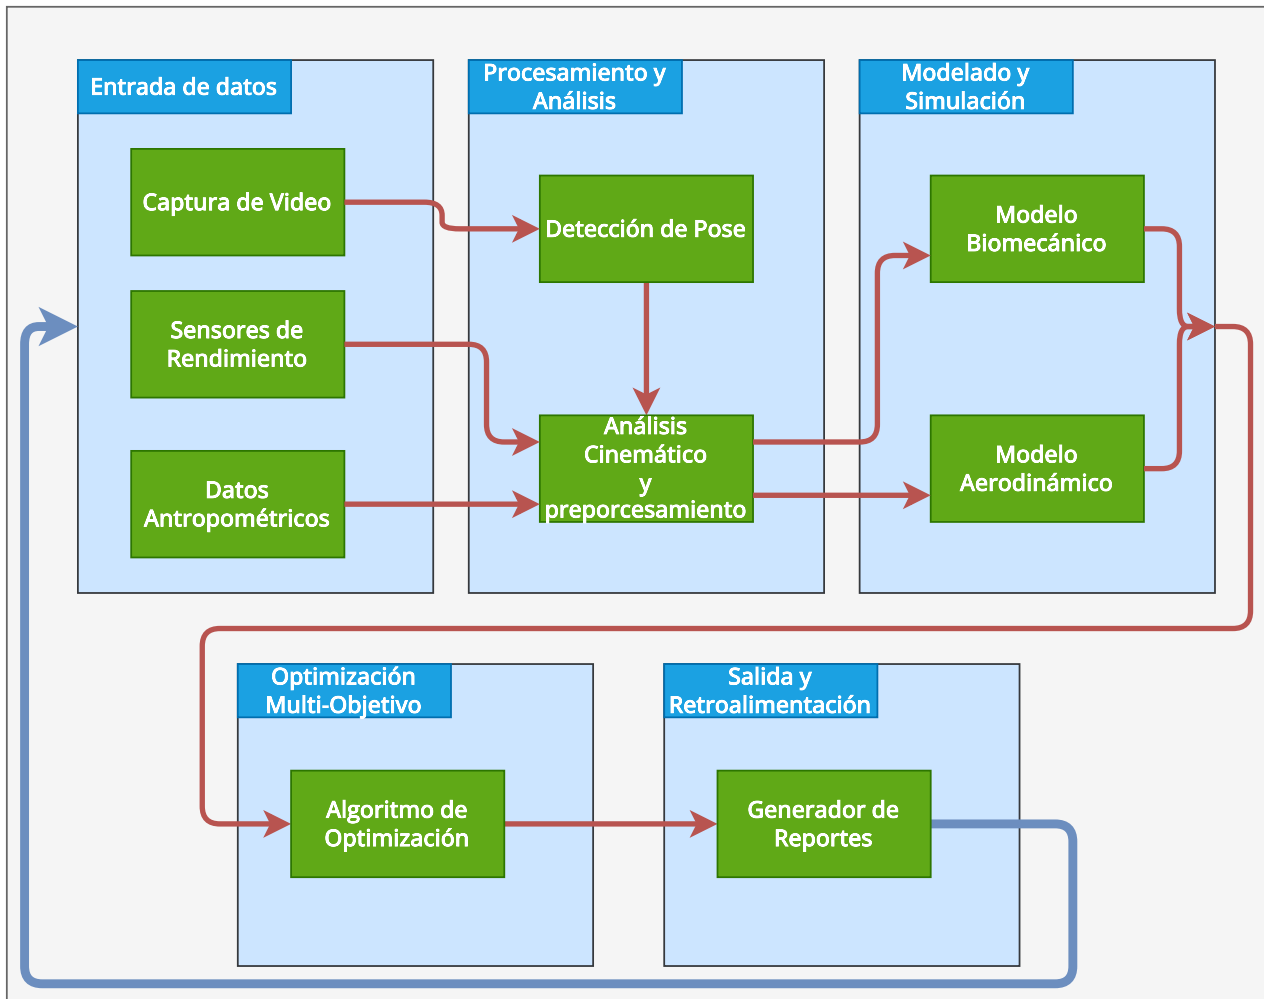 Entrada de datos
Captura de Video
Sensores de
Rendimiento
Datos
Antropométricos
Procesamiento y
Análisis
Detección de Pose
Análisis
Cinemático
y
preporcesamiento
Modelado y
Simulación
Modelo
Biomecánico
Modelo
Aerodinámico
Optimización
Multi-Objetivo
Algoritmo de
Optimización
Salida y
Retroalimentación
Generador de
Reportes